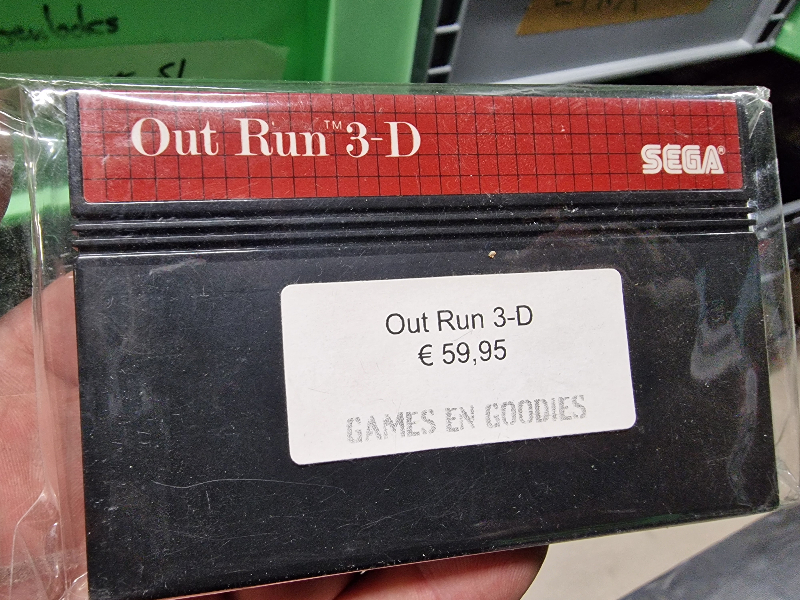 Out Run™ 3-D
SEGA®
Out Run 3-D
€ 59,95
GAMES EN GOODIES